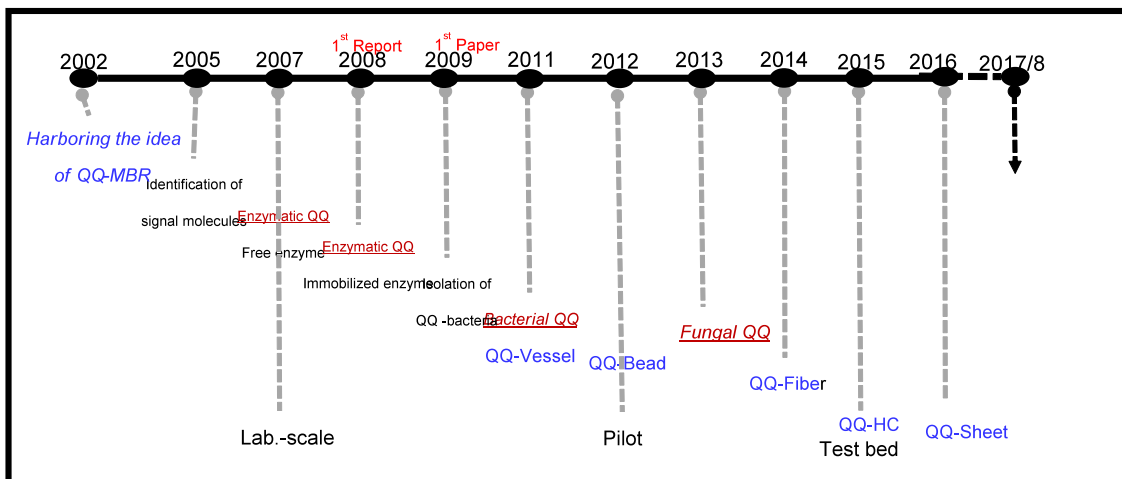 1st Report
1st Paper
2002
2005
2007
2008
2009
2011
2012
2013
2014
2015
2016
2017/8
Harboring the idea
of QQ-MBR
Identification of
signal molecules
Enzymatic QQ
Free enzyme
Enzymatic QQ
Immobilized enzyme
Isolation of
QQ -bacteria
Bacterial QQ
QQ-Vessel
QQ-Bead
Fungal QQ
QQ-Fiber
QQ-HC
QQ-Sheet
Lab.-scale
Pilot
Test bed